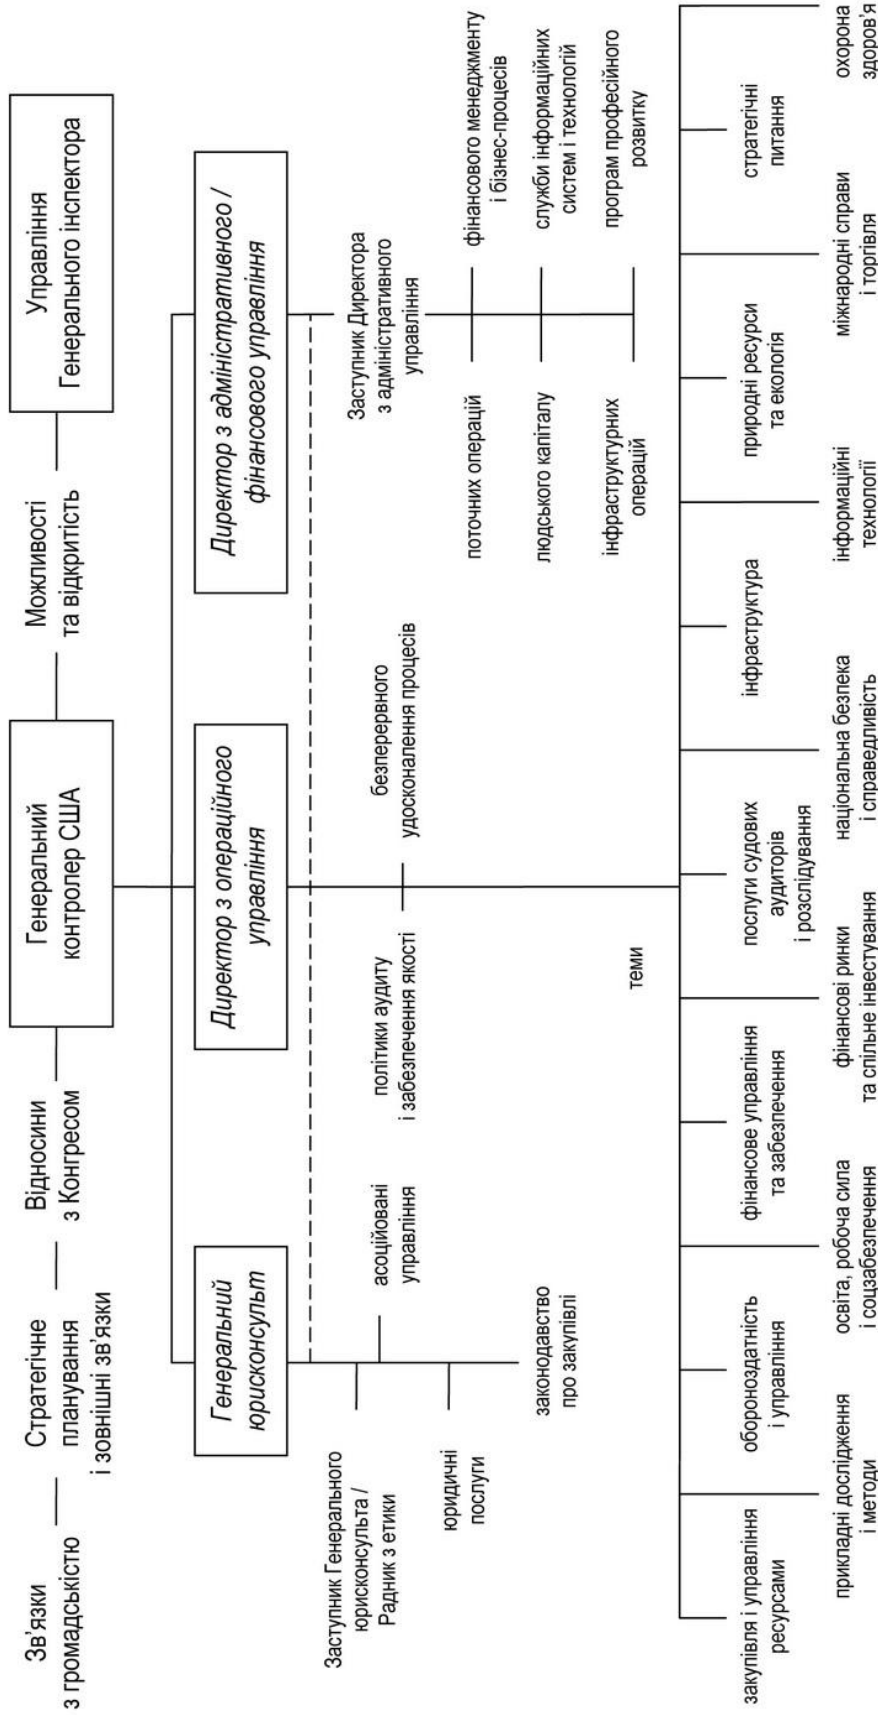 Зв’язки
з громадськістю
Стратегічне
планування
і зовнішні зв’язки
Відносини
з Конгресом
Генеральний
контролер США
Можливості
та відкритість
Управління
Генерального інспектора
Генеральний
юрисконсульт
Директор з операційного
управління
Директор з адміністративного /
фінансового управління
Заступник Генерального
юрисконсульта /
Радник з етики
асоційовані
управління
юридичні
послуги
законодавство
про закупівлі
політики аудиту
і забезпечення якості
безперервного
удосконалення процесів
Заступник Директора
з адміністративного
управління
поточних операцій
фінансового менеджменту
і бізнес-процесів
людського капіталу
служби інформаційних
систем і технологій
інфраструктурних
операцій
програм професійного
розвитку
теми
закупівля і управління
ресурсами
обороноздатність
і управління
фінансове управління
та забезпечення
послуги судових
аудиторів
і розслідування
інфраструктура
природні ресурси
та екологія
стратегічні
питання
прикладні дослідження
і методи
освіта, робоча сила
і соцзабезпечення
фінансові ринки
та спільне інвестування
національна безпека
і справедливість
інформаційні
технології
міжнародні справи
і торгівля
охорона
здоров’я